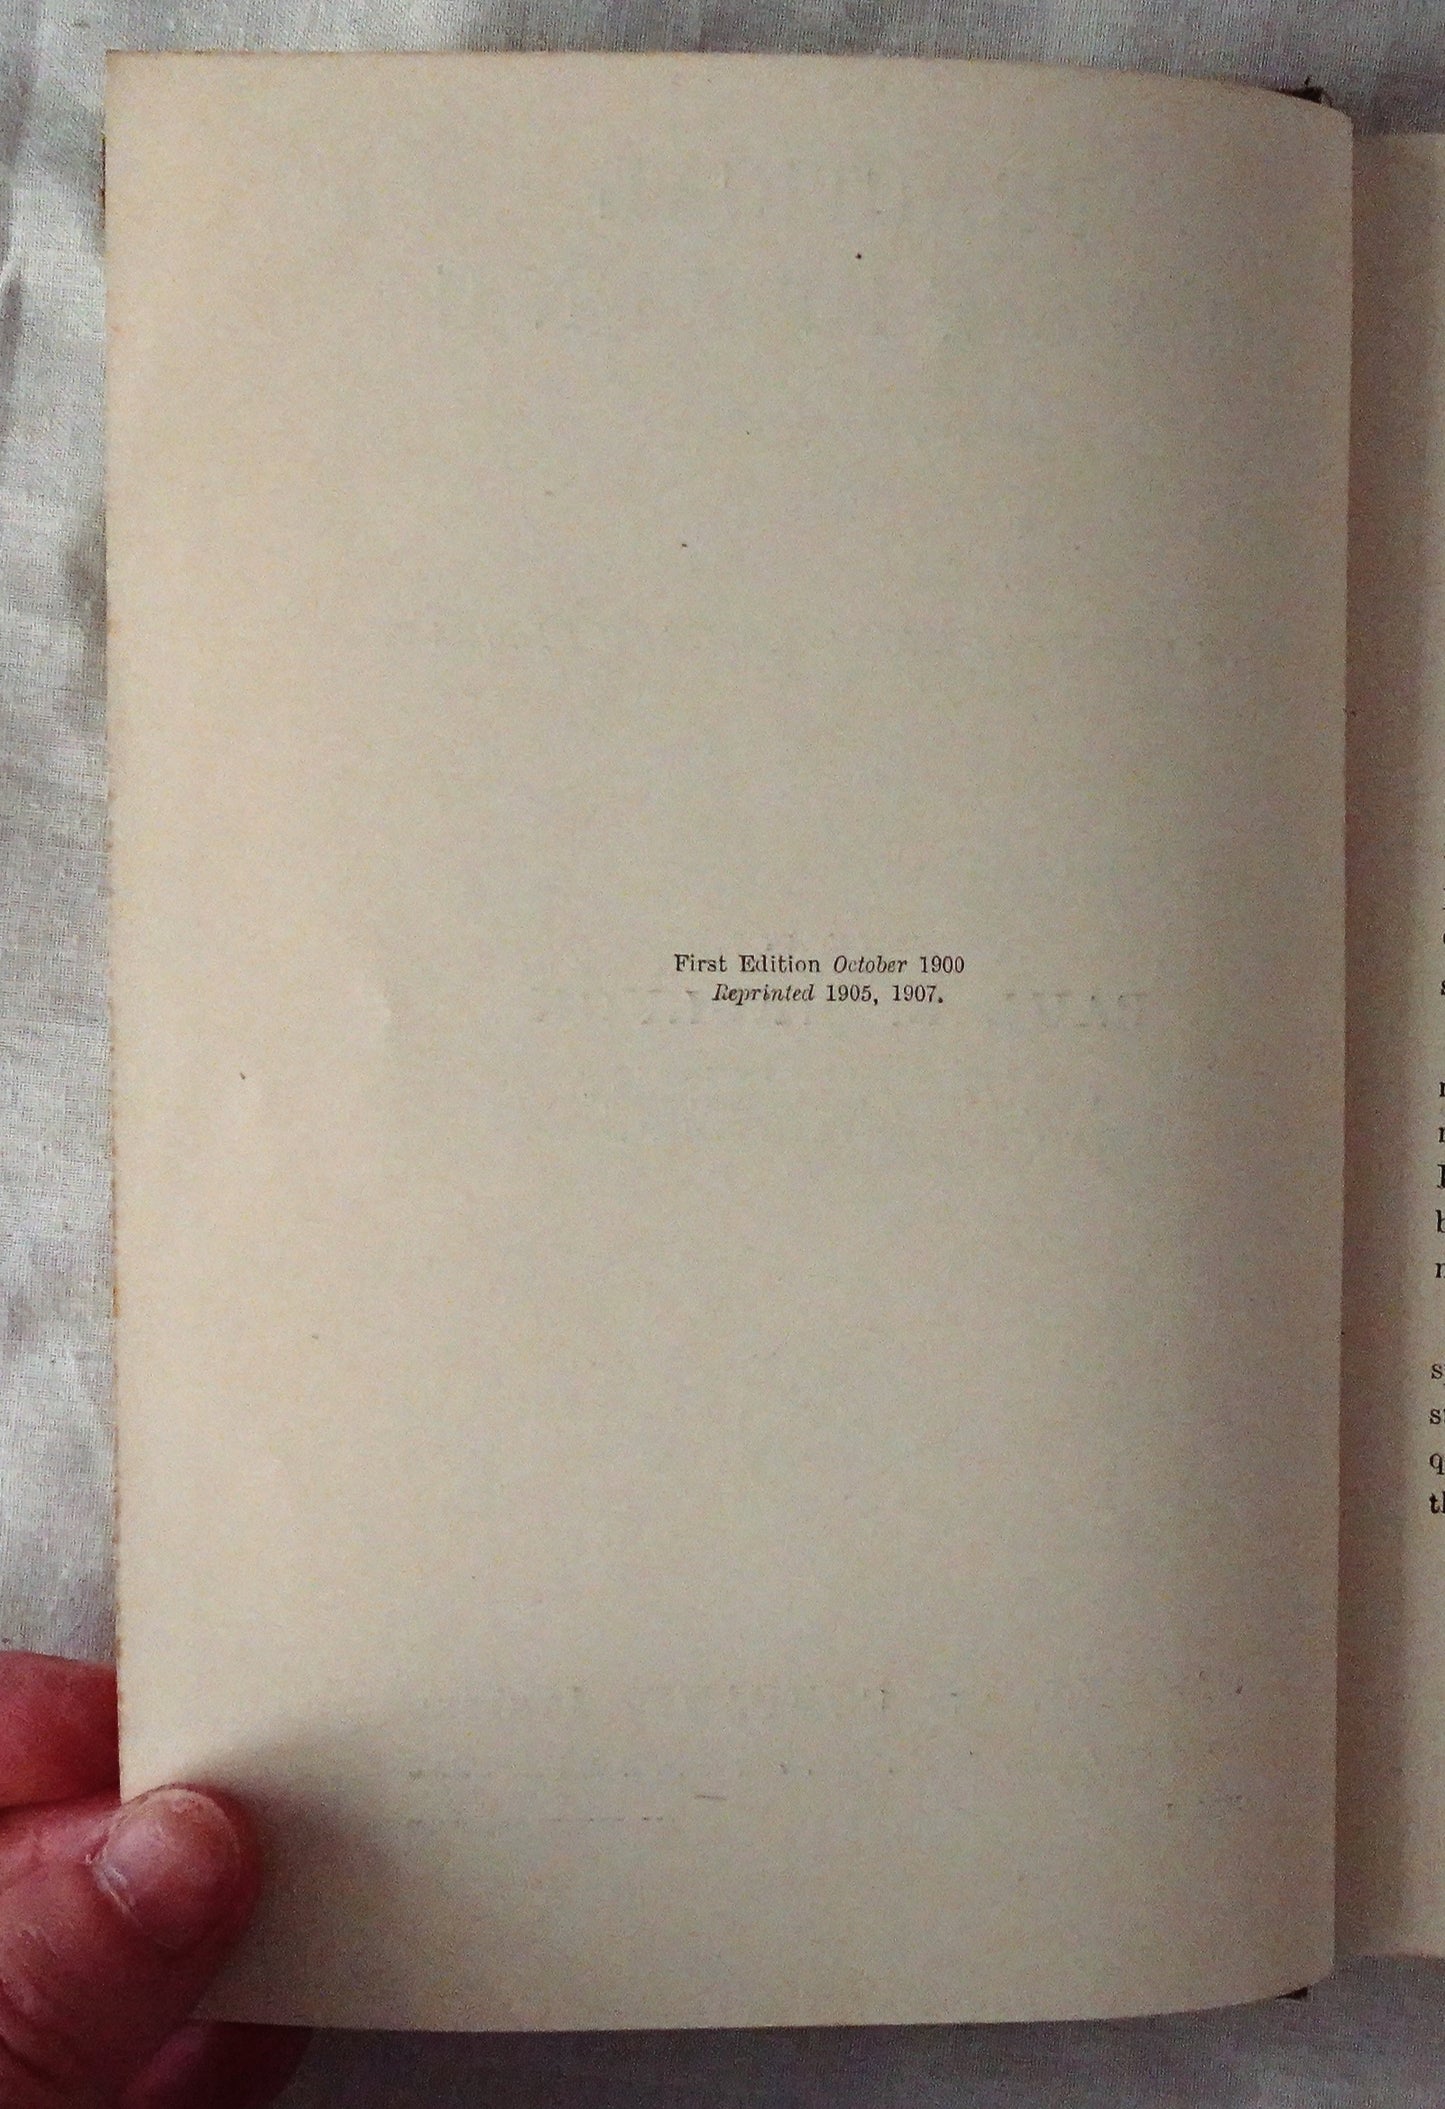 First Edition October 1900
Reprinted 1905, 1907.